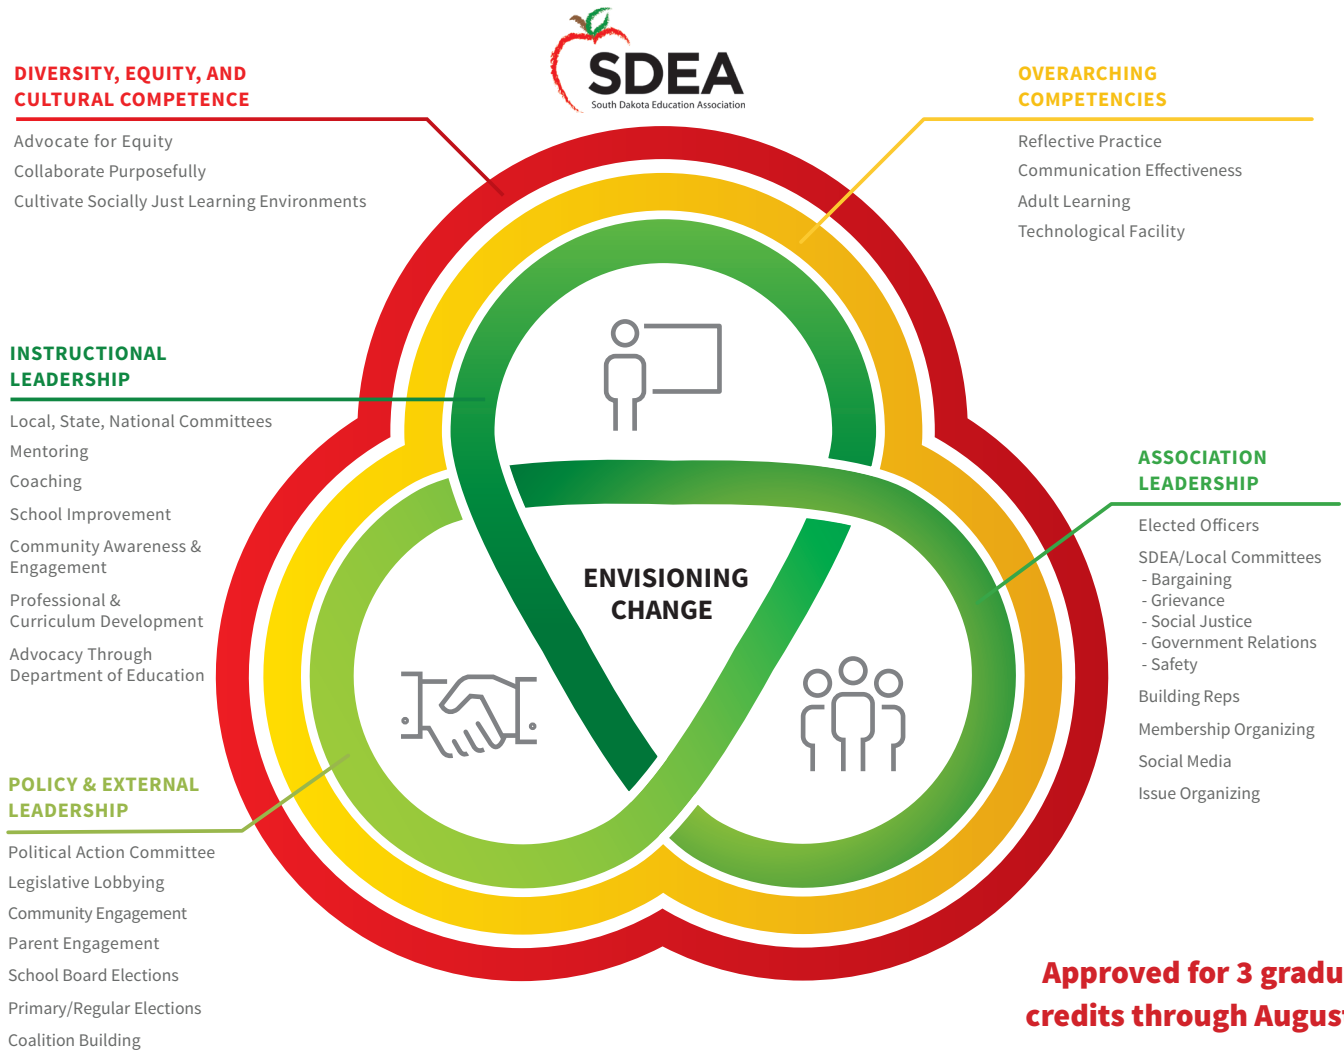 SDEA
South Dakota Education Association
DIVERSITY, EQUITY, AND
CULTURAL COMPETENCE
Advocate for Equity
Collaborate Purposefully
Cultivate Socially Just Learning Environments
OVERARCHING
COMPETENCIES
Reflective Practice
Communication Effectiveness
Adult Learning
Technological Facility
INSTRUCTIONAL
LEADERSHIP
Local, State, National Committees
Mentoring
Coaching
School Improvement
Community Awareness &
Engagement
Professional &
Curriculum Development
Advocacy Through
Department of Education
ENVISIONING
CHANGE
ASSOCIATION
LEADERSHIP
Elected Officers
SDEA/Local Committees
- Bargaining
- Grievance
- Social Justice
- Government Relations
- Safety
Building Reps
Membership Organizing
Social Media
Issue Organizing
POLICY & EXTERNAL
LEADERSHIP
Political Action Committee
Legislative Lobbying
Community Engagement
Parent Engagement
School Board Elections
Primary/Regular Elections
Coalition Building
Approved for 3 gradu
credits through August